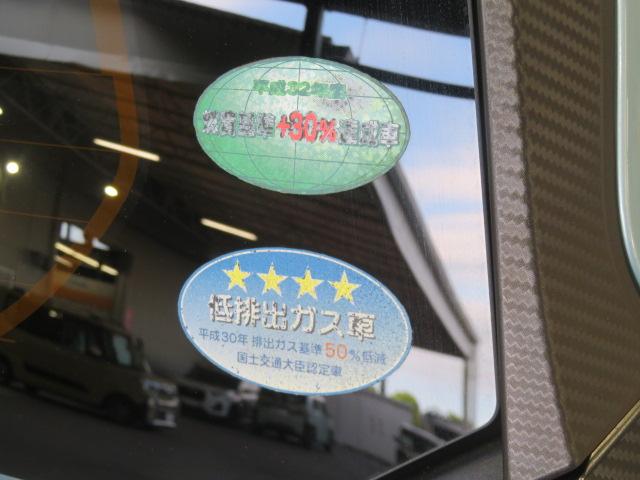 平成32年度
燃費基準+30%達成車
低排出ガス車
平成30年 排出ガス基準50%低減
国土交通大臣認定車